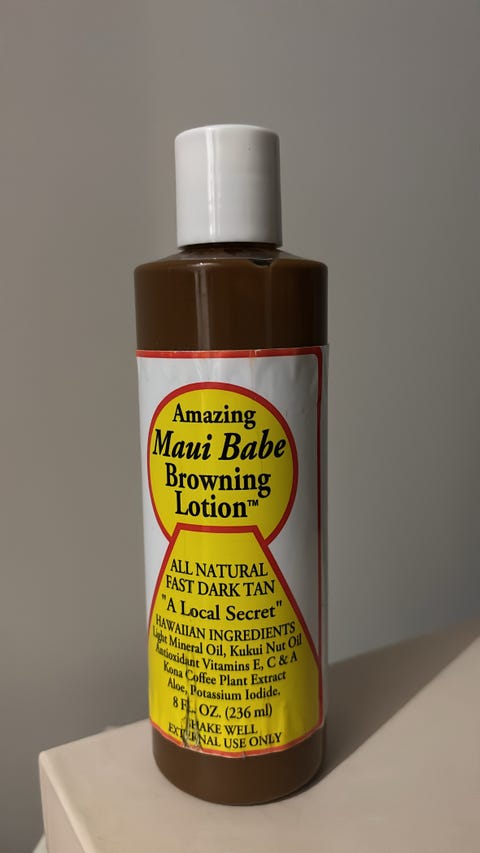 Amazing
Maui Babe
Browning
Lotion™
ALL NATURAL
FAST DARK TAN
"A Local Secret"
HAWAIIAN INGREDIENTS
Light Mineral Oil, Kukui Nut Oil
Antioxidant Vitamins E, C & A
Kona Coffee Plant Extract
Aloe, Potassium Iodide.
8 FL. OZ. (236 ml)
SHAKE WELL
EXTERNAL USE ONLY